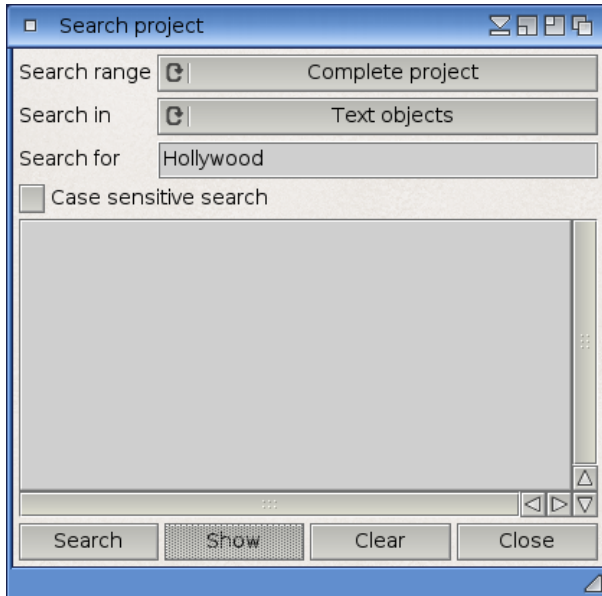 Search project
Search range Complete project
Search in Text objects
Search for Hollywood
Case sensitive search
Search Show Clear Close